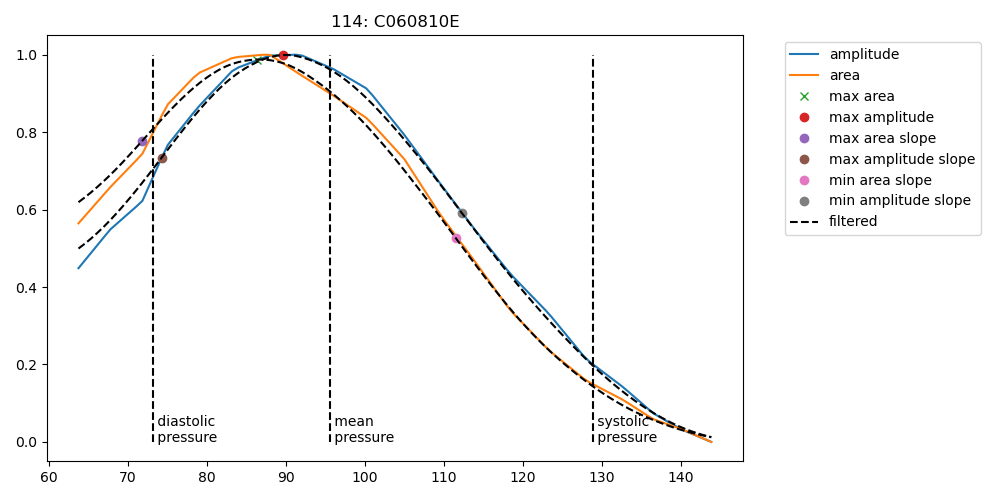 114: C060810E
1.0
0.8
0.6
0.4
0.2
0.0
diastolic
pressure
mean
pressure
systolic
pressure
60 70 80 90 100 110 120 130 140
amplitude
area
max area
max amplitude
max area slope
max amplitude slope
min area slope
min amplitude slope
filtered